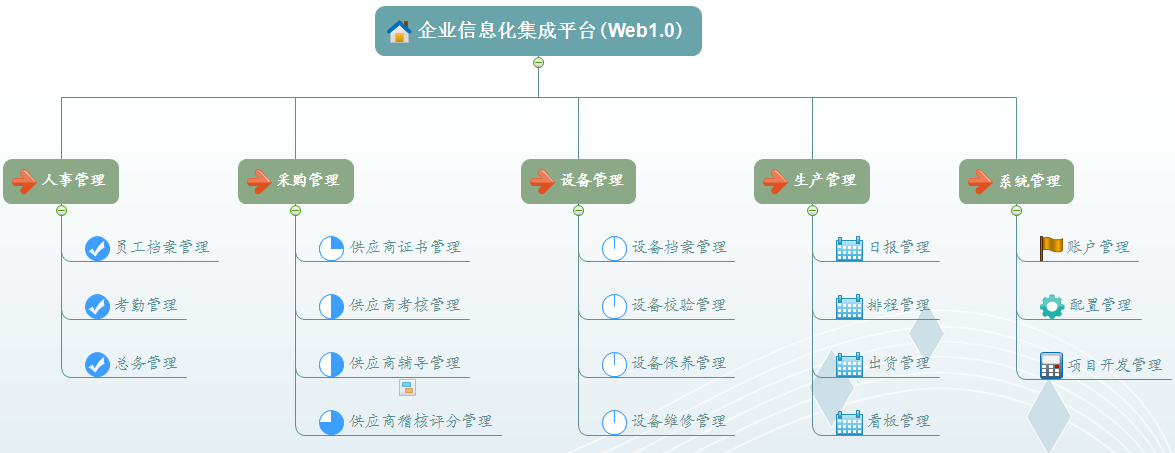 企业信息化集成平台(Web1.0)
人事管理
采购管理
设备管理
生产管理
系统管理
员工档案管理
供应商证书管理
设备档案管理
日报管理
账户管理
考勤管理
供应商考核管理
设备校验管理
排程管理
配置管理
总务管理
供应商辅导管理
设备保养管理
出货管理
项目开发管理
供应商稽核评分管理
设备维修管理
看板管理